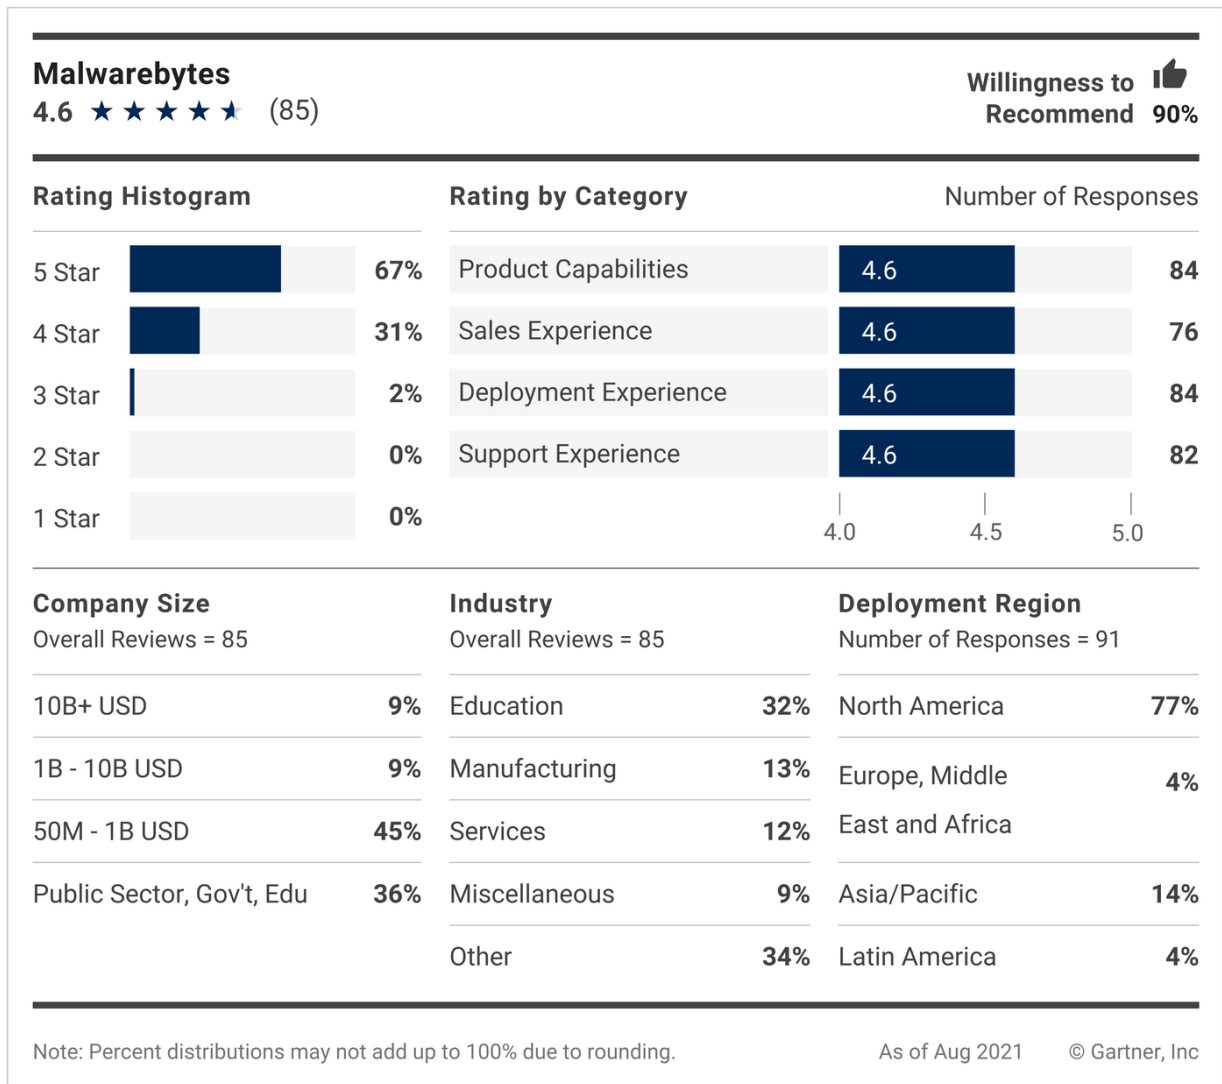 Malwarebytes
4.6 ★ ★ ★ ★ ★ (85)
Willingness to
Recommend 90%
Rating Histogram
5 Star 67%
4 Star 31%
3 Star 2%
2 Star 0%
1 Star 0%
Rating by Category Number of Responses
Product Capabilities 4.6 84
Sales Experience 4.6 76
Deployment Experience 4.6 84
Support Experience 4.6 82
4.0 4.5 5.0
Company Size
Overall Reviews = 85
10B+ USD 9%
1B - 10B USD 9%
50M - 1B USD 45%
Public Sector, Gov't, Edu 36%
Industry
Overall Reviews = 85
Education 32%
Manufacturing 13%
Services 12%
Miscellaneous 9%
Other 34%
Deployment Region
Number of Responses = 91
North America 77%
Europe, Middle 4%
East and Africa
Asia/Pacific 14%
Latin America 4%
Note: Percent distributions may not add up to 100% due to rounding. As of Aug 2021 © Gartner, Inc